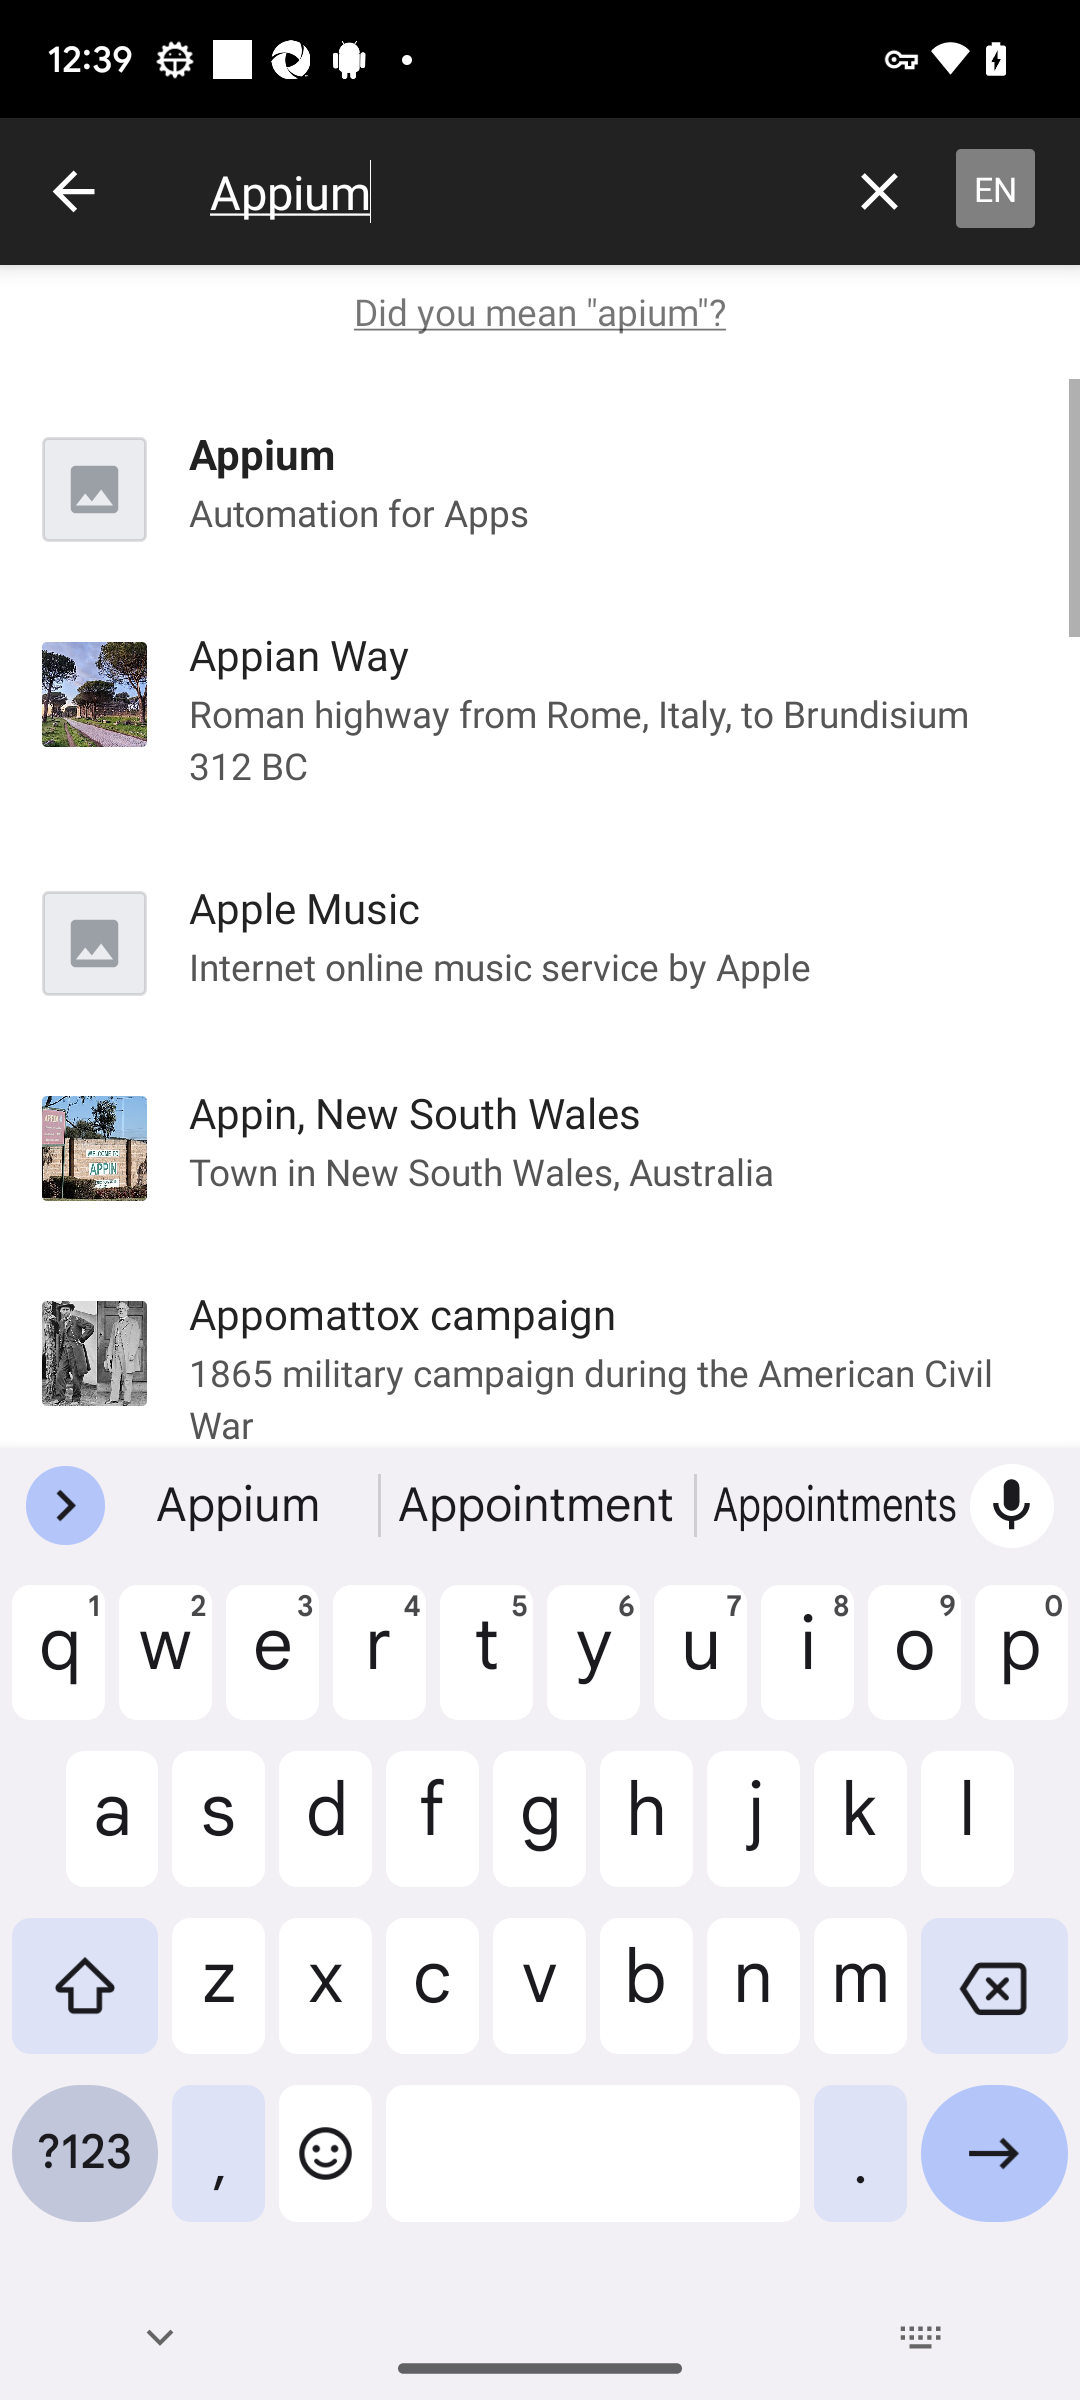 12:39
Appium
EN
Did you mean "apium"?
Appium
Automation for Apps
Appian Way
Roman highway from Rome, Italy, to Brundisium
312 BC
Apple Music
Internet online music service by Apple
Appin, New South Wales
Town in New South Wales, Australia
Appomattox campaign
1865 military campaign during the American Civil
War
Appium Appointment Appointments
1 2 3 4 5 6 7 8 9 0
q w e r t y u i o p
a s d f g h j k l
z x c v b n m
?123 , .